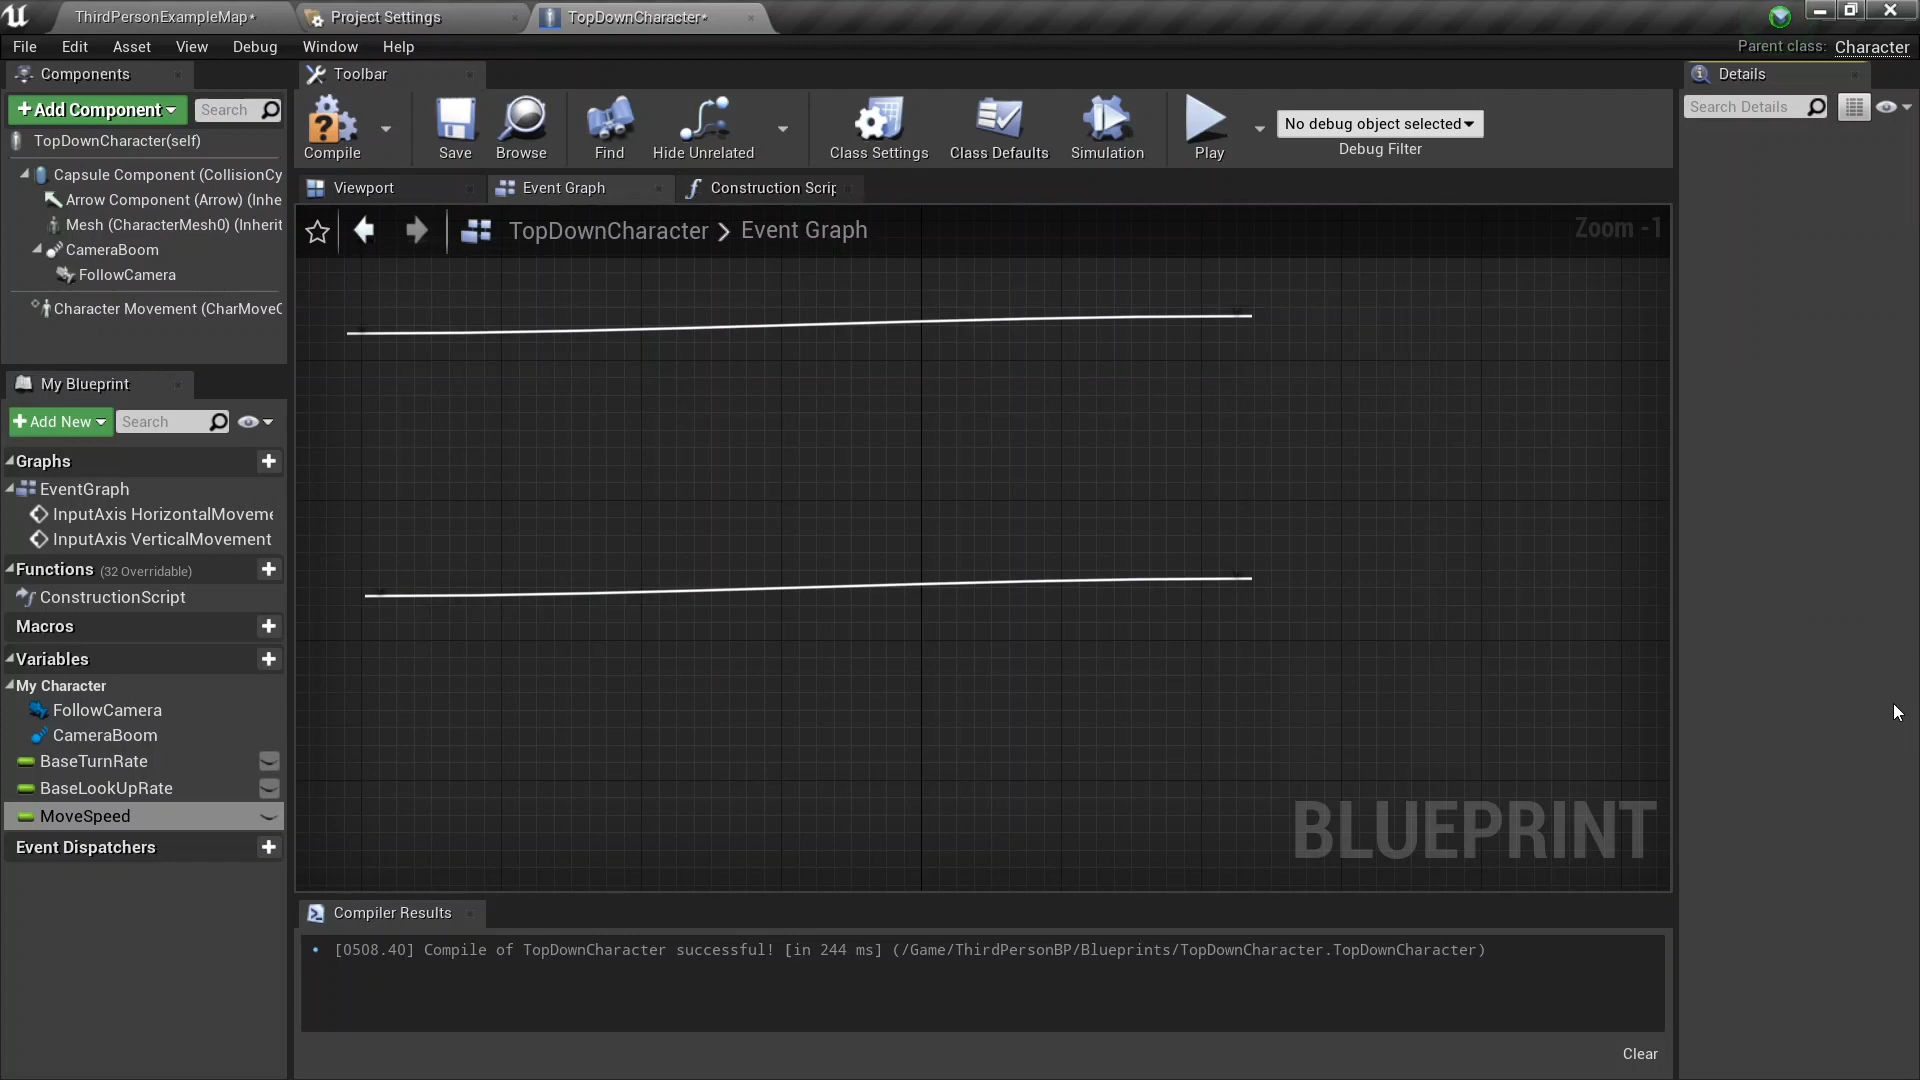 ThirdPersonExampleMap*
Project Settings
TopDownCharacter*
File Edit Asset View Debug Window Help
Parent class: Character
Components
Toolbar
Details
Add Component
Search
Search Details
TopDownCharacter(self)
Capsule Component (CollisionCy
Arrow Component (Arrow) (Inhe
Mesh (CharacterMesh0) (Inherit
CameraBoom
FollowCamera
Character Movement (CharMoveC
Compile
Save
Browse
Find
Hide Unrelated
Class Settings
Class Defaults
Simulation
Play
No debug object selected
Debug Filter
Viewport
Event Graph
Construction Scrip
TopDownCharacter
Event Graph
Zoom -1
My Blueprint
Add New
Search
Graphs
EventGraph
InputAxis HorizontalMoveme
InputAxis VerticalMovement
Functions (32 Overridable)
ConstructionScript
Macros
Variables
My Character
FollowCamera
CameraBoom
BaseTurnRate
BaseLookUpRate
MoveSpeed
Event Dispatchers
BLUEPRINT
Compiler Results
[0508.40] Compile of TopDownCharacter successful! [in 244 ms] (/Game/ThirdPersonBP/Blueprints/TopDownCharacter.TopDownCharacter)
Clear